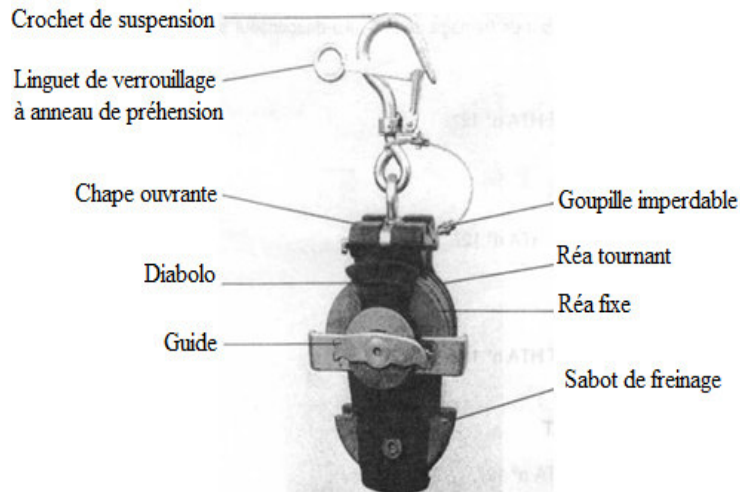 Crochet de suspension
Linguet de verrouillage
à anneau de préhension
Chape ouvrante
Goupille imperdable
Réa tournant
Diabolo
Réa fixe
Guide
Sabot de freinage